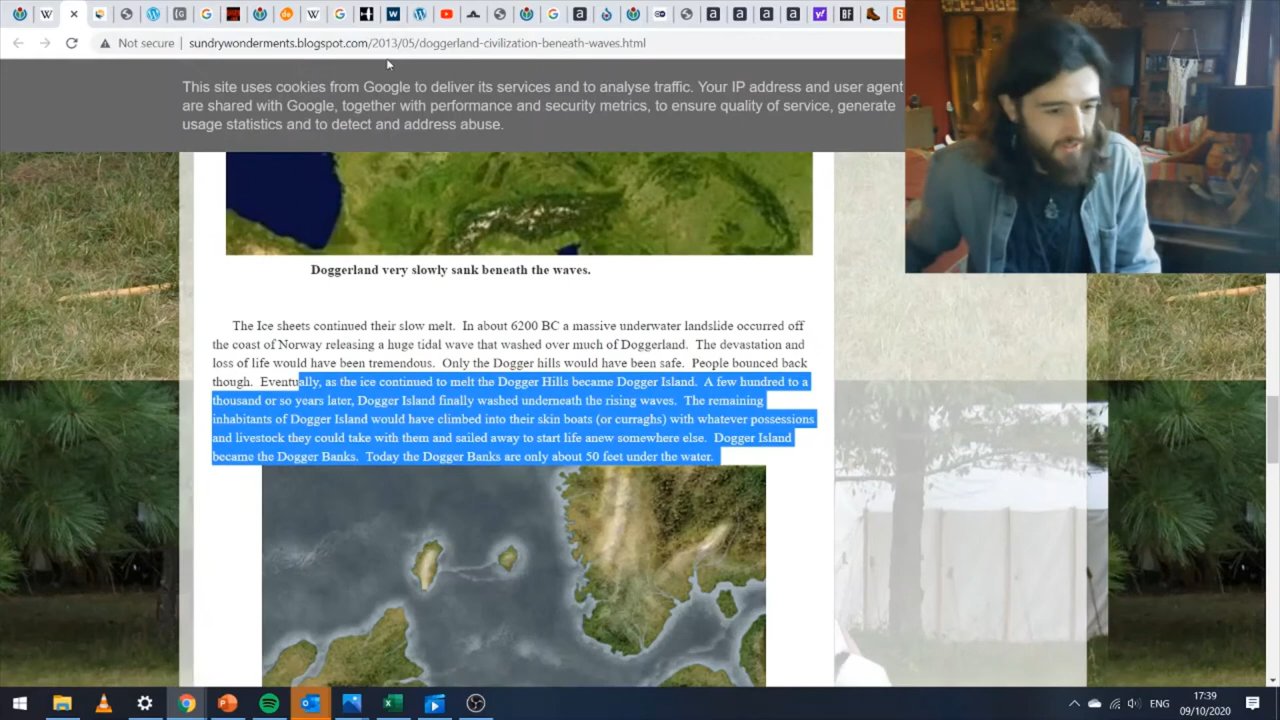 Not secure | sundrywonderments.blogspot.com/2013/05/doggerland-civilization-beneath-waves.html
This site uses cookies from Google to deliver its services and to analyse traffic. Your IP address and user agent
are shared with Google, together with performance and security metrics, to ensure quality of service, generate
usage statistics and to detect and address abuse.
Doggerland very slowly sank beneath the waves.
The Ice sheets continued their slow melt. In about 6200 BC a massive underwater landslide occurred off
the coast of Norway releasing a huge tidal wave that washed over much of Doggerland. The devastation and
loss of life would have been tremendous. Only the Dogger hills would have been safe. People bounced back
though. Eventually, as the ice continued to melt the Dogger Hills became Dogger Island. A few hundred to a
thousand or so years later, Dogger Island finally washed underneath the rising waves. The remaining
inhabitants of Dogger Island would have climbed into their skin boats (or curraghs) with whatever possessions
and livestock they could take with them and sailed away to start life anew somewhere else. Dogger Island
became the Dogger Banks. Today the Dogger Banks are only about 50 feet under the water.
ENG
17:39
09/10/2020